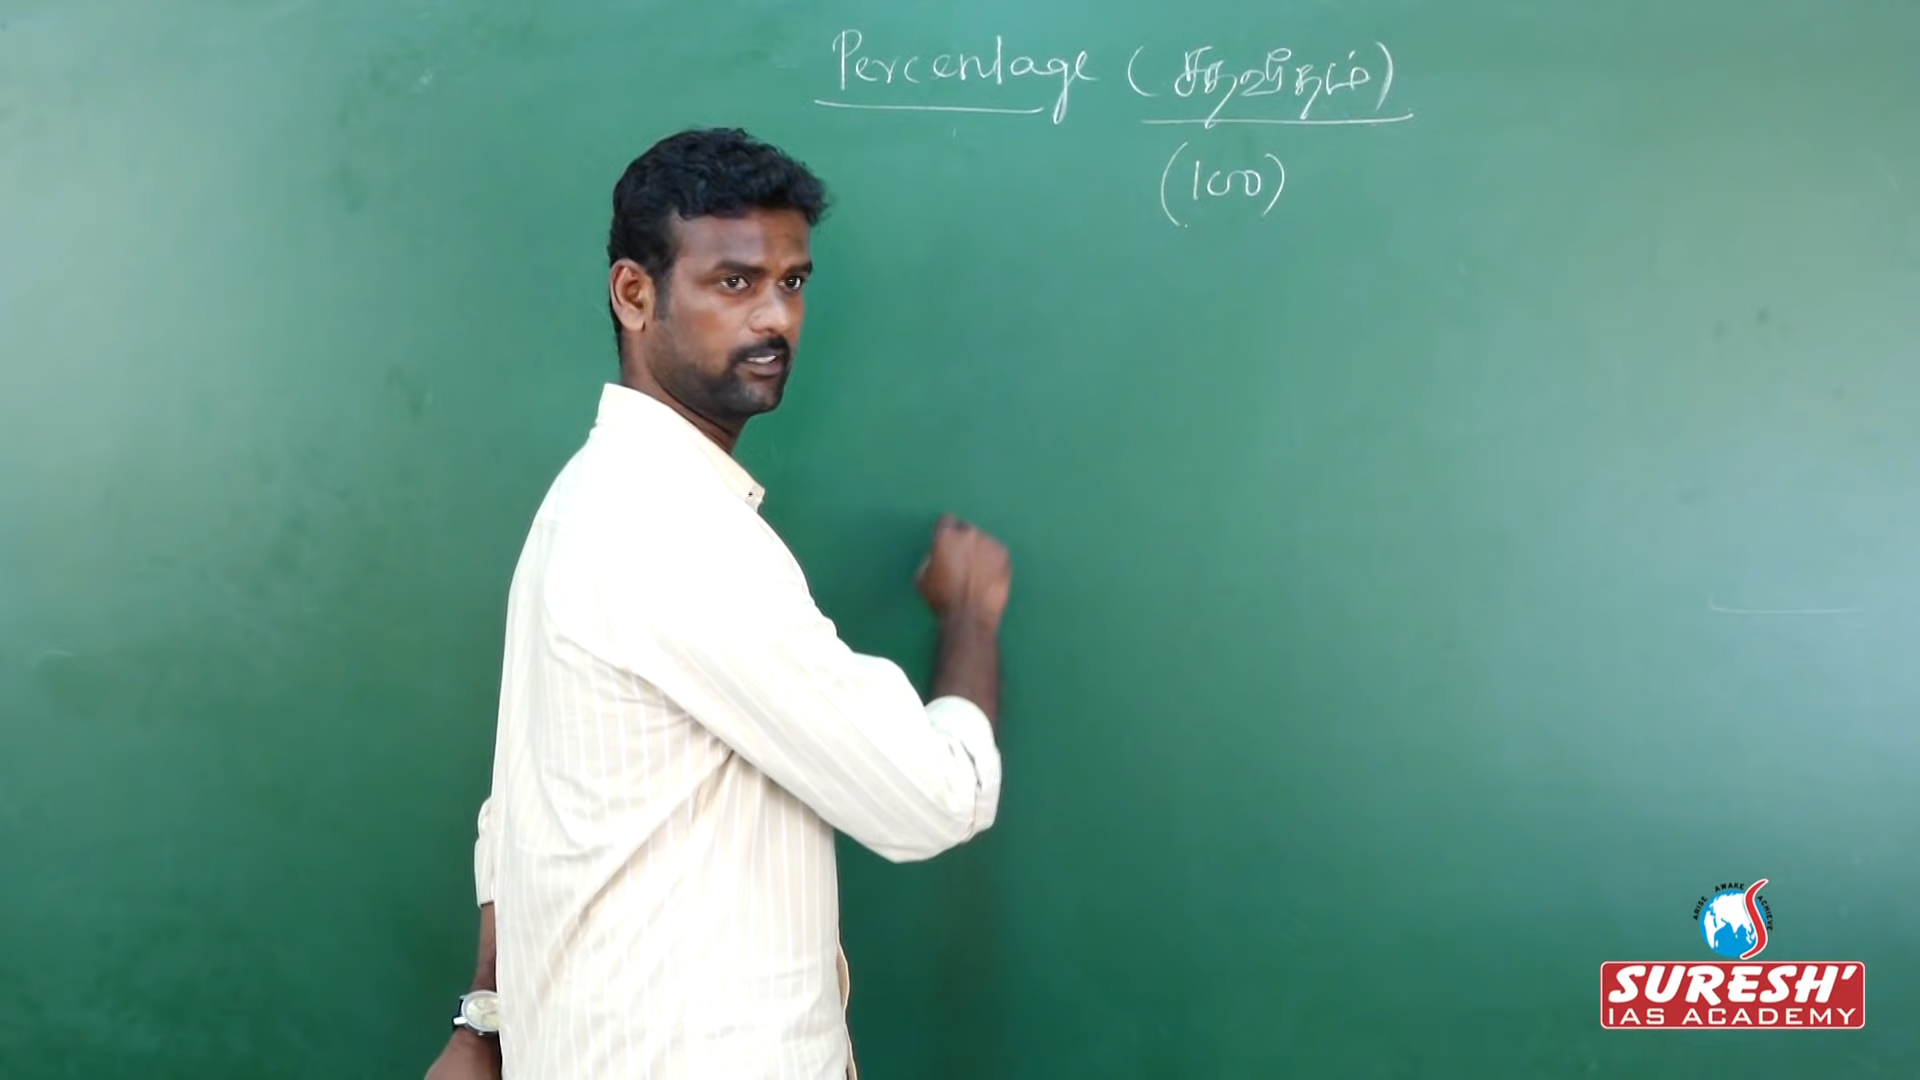 Percentage (சதவீதம்)
(100)
ARISE AWAKE ACHIEVE
SURESH'
IAS ACADEMY